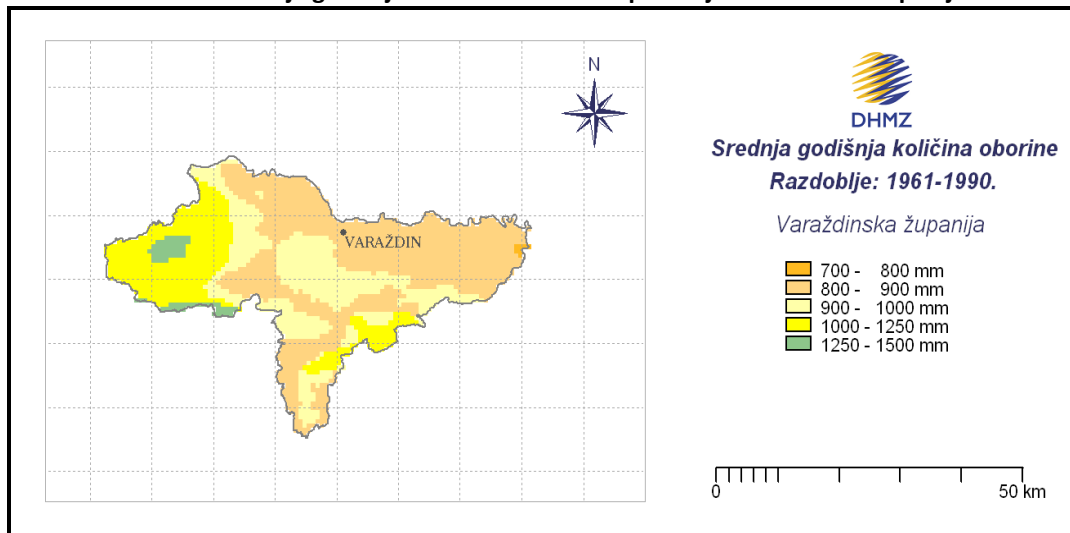 N
DHMZ
Srednja godišnja količina oborine
Razdoblje: 1961-1990.
Varaždinska županija
VARAŽDIN
700 - 800 mm
800 - 900 mm
900 - 1000 mm
1000 - 1250 mm
1250 - 1500 mm
0 50 km